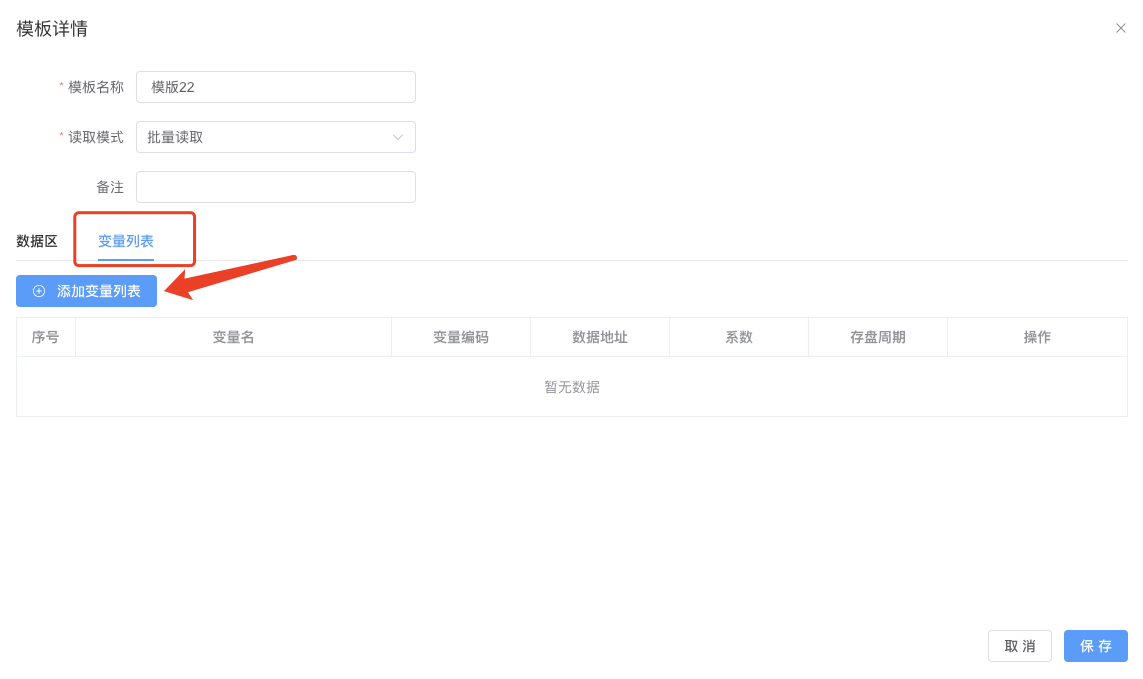 模板详情
* 模板名称 模版22
* 读取模式 批量读取
备注
数据区 变量列表
添加变量列表
序号 变量名 变量编码 数据地址 系数 存盘周期 操作
暂无数据
取 消 保 存